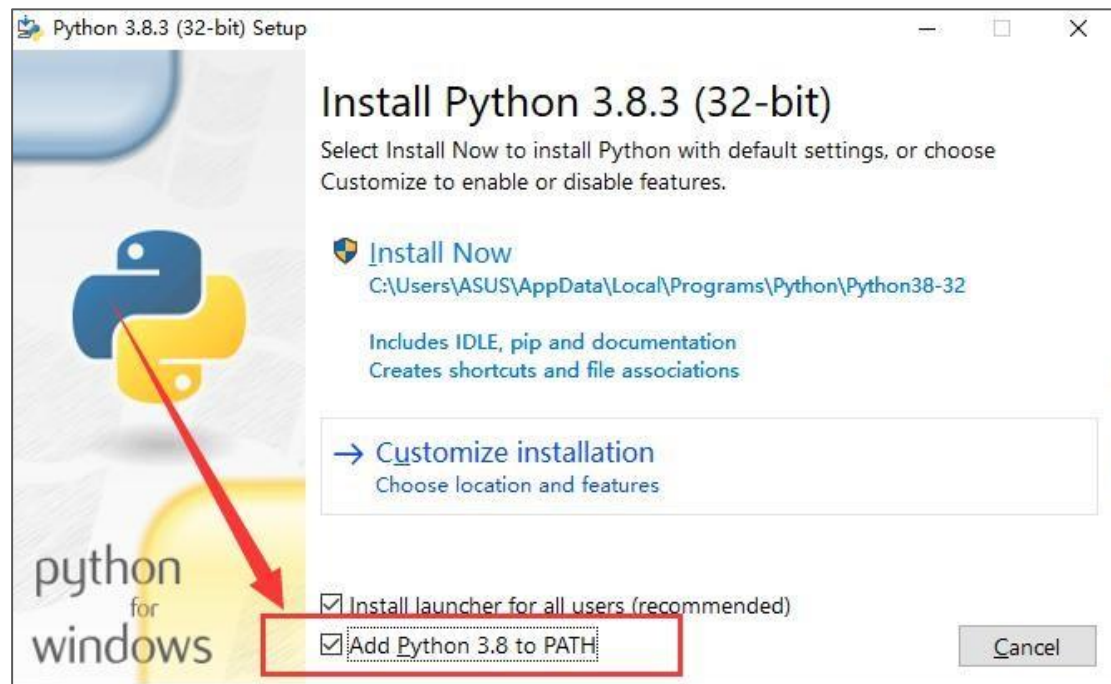 Python 3.8.3 (32-bit) Setup
Install Python 3.8.3 (32-bit)
Select Install Now to install Python with default settings, or choose
Customize to enable or disable features.
Install Now
C:\Users\ASUS\AppData\Local\Programs\Python\Python38-32
Includes IDLE, pip and documentation
Creates shortcuts and file associations
Customize installation
Choose location and features
python
for
windows
Install launcher for all users (recommended)
Add Python 3.8 to PATH
Cancel